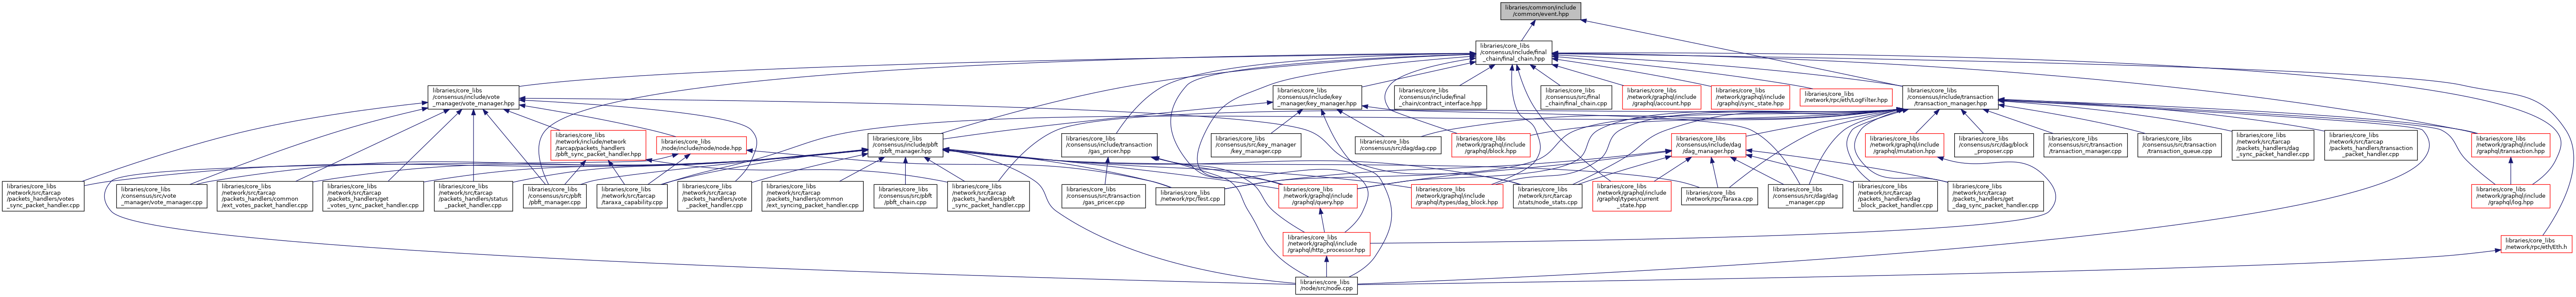 libraries/common/include
/common/event.hpp
libraries/core_libs
/consensus/include/final
_chain/final_chain.hpp
libraries/core_libs
/consensus/include/vote
_manager/vote_manager.hpp
libraries/core_libs
/consensus/include/key
_manager/key_manager.hpp
libraries/core_libs
/consensus/include/final
_chain/contract_interface.hpp
libraries/core_libs
/consensus/src/final
_chain/final_chain.cpp
libraries/core_libs
/network/graphql/include
/graphql/account.hpp
libraries/core_libs
/network/graphql/include
/graphql/sync_state.hpp
libraries/core_libs
/network/rpc/eth/LogFilter.hpp
libraries/core_libs
/consensus/include/transaction
/transaction_manager.hpp
libraries/core_libs
/network/include/network
/tarcap/packets_handlers
/pbft_sync_packet_handler.hpp
libraries/core_libs
/node/include/node/node.hpp
libraries/core_libs
/consensus/include/pbft
/pbft_manager.hpp
libraries/core_libs
/consensus/include/transaction
/gas_pricer.hpp
libraries/core_libs
/consensus/src/key_manager
/key_manager.cpp
libraries/core_libs
/consensus/src/dag/dag.cpp
libraries/core_libs
/network/graphql/include
/graphql/block.hpp
libraries/core_libs
/consensus/include/dag
/dag_manager.hpp
libraries/core_libs
/network/graphql/include
/graphql/mutation.hpp
libraries/core_libs
/consensus/src/dag/block
_proposer.cpp
libraries/core_libs
/consensus/src/transaction
/transaction_manager.cpp
libraries/core_libs
/consensus/src/transaction
/transaction_queue.cpp
libraries/core_libs
/network/src/tarcap
/packets_handlers/dag
_sync_packet_handler.cpp
libraries/core_libs
/network/src/tarcap
/packets_handlers/transaction
_packet_handler.cpp
libraries/core_libs
/network/graphql/include
/graphql/transaction.hpp
libraries/core_libs
/network/src/tarcap
/packets_handlers/votes
_sync_packet_handler.cpp
libraries/core_libs
/consensus/src/vote
_manager/vote_manager.cpp
libraries/core_libs
/network/src/tarcap
/packets_handlers/common
/ext_votes_packet_handler.cpp
libraries/core_libs
/network/src/tarcap
/packets_handlers/get
_votes_sync_packet_handler.cpp
libraries/core_libs
/network/src/tarcap
/packets_handlers/status
_packet_handler.cpp
libraries/core_libs
/consensus/src/pbft
/pbft_manager.cpp
libraries/core_libs
/network/src/tarcap
/taraxa_capability.cpp
libraries/core_libs
/network/src/tarcap
/packets_handlers/vote
_packet_handler.cpp
libraries/core_libs
/network/src/tarcap
/packets_handlers/common
/ext_syncing_packet_handler.cpp
libraries/core_libs
/consensus/src/pbft
/pbft_chain.cpp
libraries/core_libs
/network/src/tarcap
/packets_handlers/pbft
_sync_packet_handler.cpp
libraries/core_libs
/consensus/src/transaction
/gas_pricer.cpp
libraries/core_libs
/network/rpc/Test.cpp
libraries/core_libs
/network/graphql/include
/graphql/query.hpp
libraries/core_libs
/network/graphql/include
/graphql/types/dag_block.hpp
libraries/core_libs
/network/src/tarcap
/stats/node_stats.cpp
libraries/core_libs
/network/graphql/include
/graphql/types/current
_state.hpp
libraries/core_libs
/network/rpc/Taraxa.cpp
libraries/core_libs
/consensus/src/dag/dag
_manager.cpp
libraries/core_libs
/network/src/tarcap
/packets_handlers/dag
_block_packet_handler.cpp
libraries/core_libs
/network/src/tarcap
/packets_handlers/get
_dag_sync_packet_handler.cpp
libraries/core_libs
/network/graphql/include
/graphql/log.hpp
libraries/core_libs
/network/graphql/include
/graphql/http_processor.hpp
libraries/core_libs
/network/rpc/eth/Eth.h
libraries/core_libs
/node/src/node.cpp